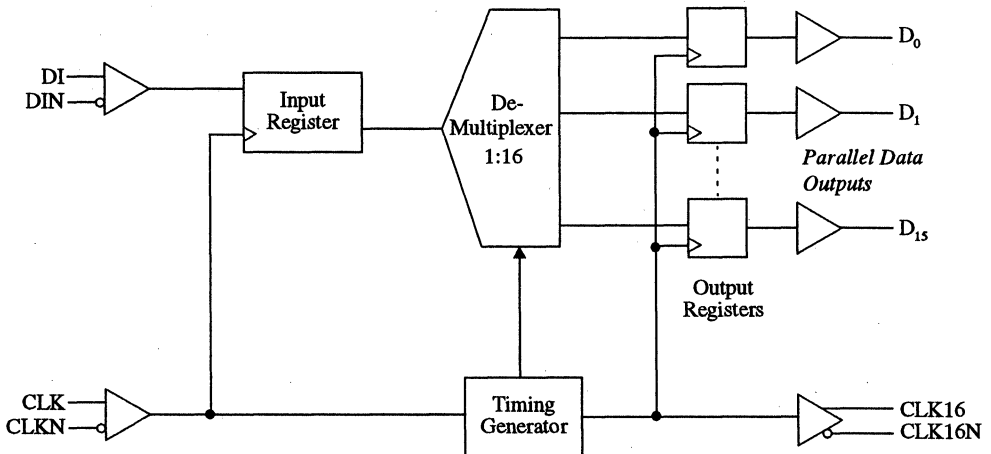 DI
DIN
Input
Register
De-
Multiplexer
1:16
D0
D1
Parallel Data
Outputs
D15
Output
Registers
CLK
CLKN
Timing
Generator
CLK16
CLK16N